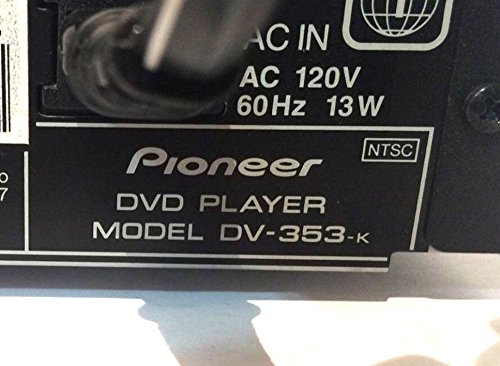 AC IN
AC 120V
60Hz 13W
Pioneer
NTSC
DVD PLAYER
MODEL DV-353-K